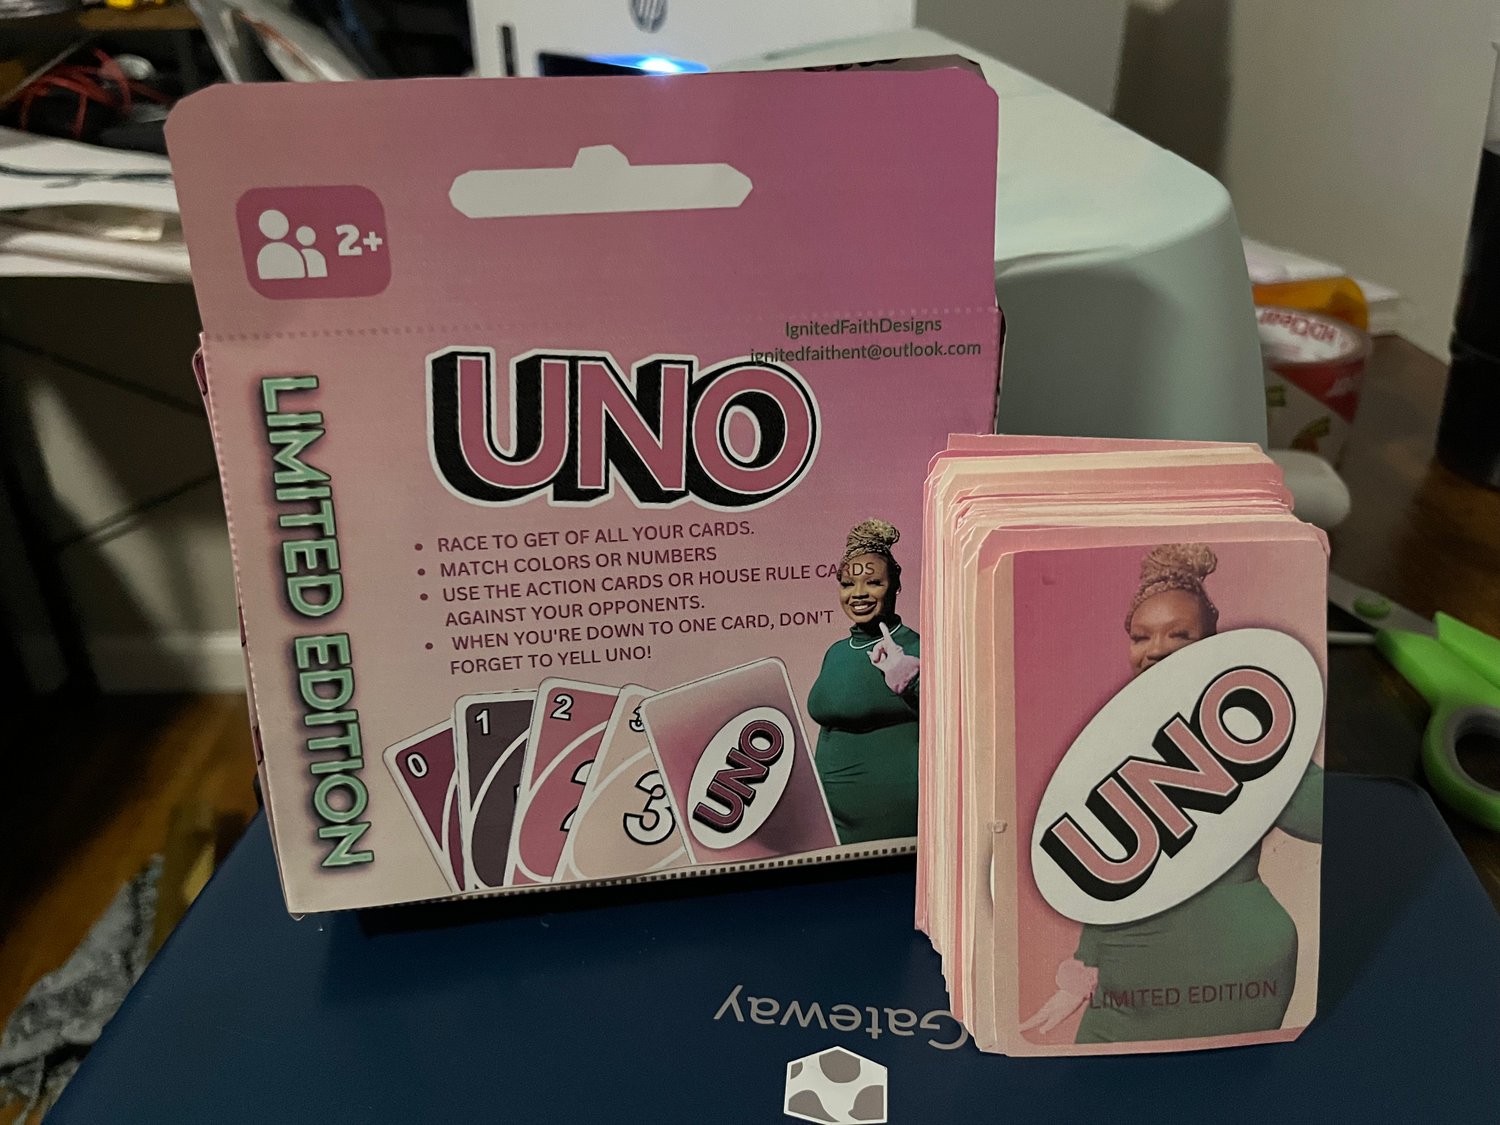 2+
IgnitedFaithDesigns
ignitedfaithent@outlook.com
LIMITED EDITION
UNO
RACE TO GET OF ALL YOUR CARDS.
MATCH COLORS OR NUMBERS
USE THE ACTION CARDS OR HOUSE RULE CARDS
AGAINST YOUR OPPONENTS.
WHEN YOU'RE DOWN TO ONE CARD, DON'T
FORGET TO YELL UNO!
0
1
2
3
3
UNO
UNO
LIMITED EDITION
Gateway
hp